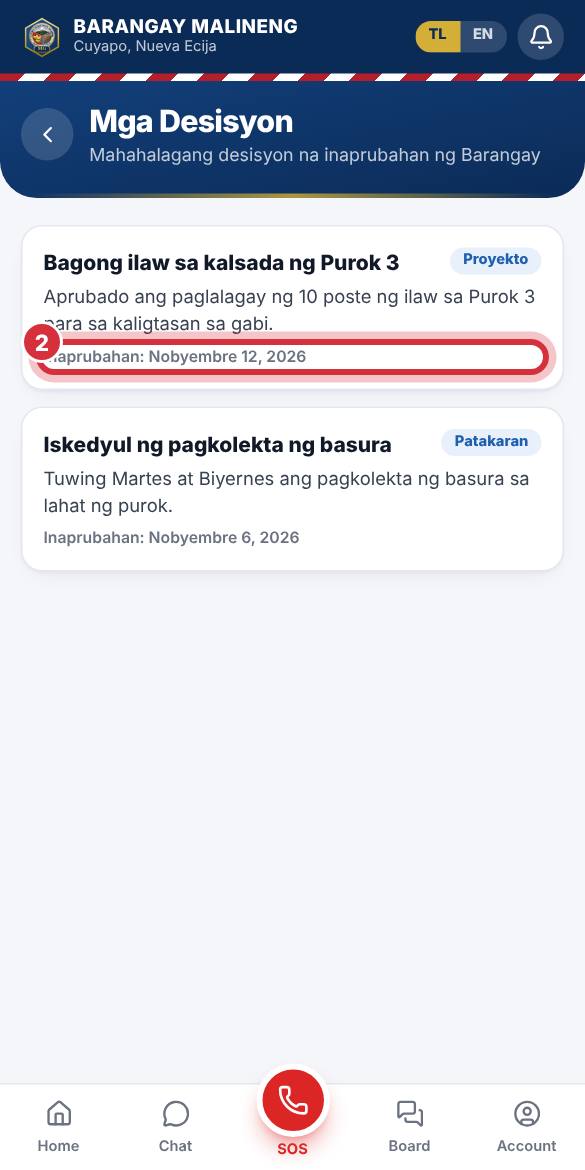 BARANGAY MALINENG
Cuyapo, Nueva Ecija
TL EN
Mga Desisyon
Mahahalagang desisyon na inaprubahan ng Barangay
Bagong ilaw sa kalsada ng Purok 3
Proyekto
Aprubado ang paglalagay ng 10 poste ng ilaw sa Purok 3
para sa kaligtasan sa gabi.
2
Inaprubahan: Nobyembre 12, 2026
Iskedyul ng pagkolekta ng basura
Patakaran
Tuwing Martes at Biyernes ang pagkolekta ng basura sa
lahat ng purok.
Inaprubahan: Nobyembre 6, 2026
Home Chat SOS Board Account